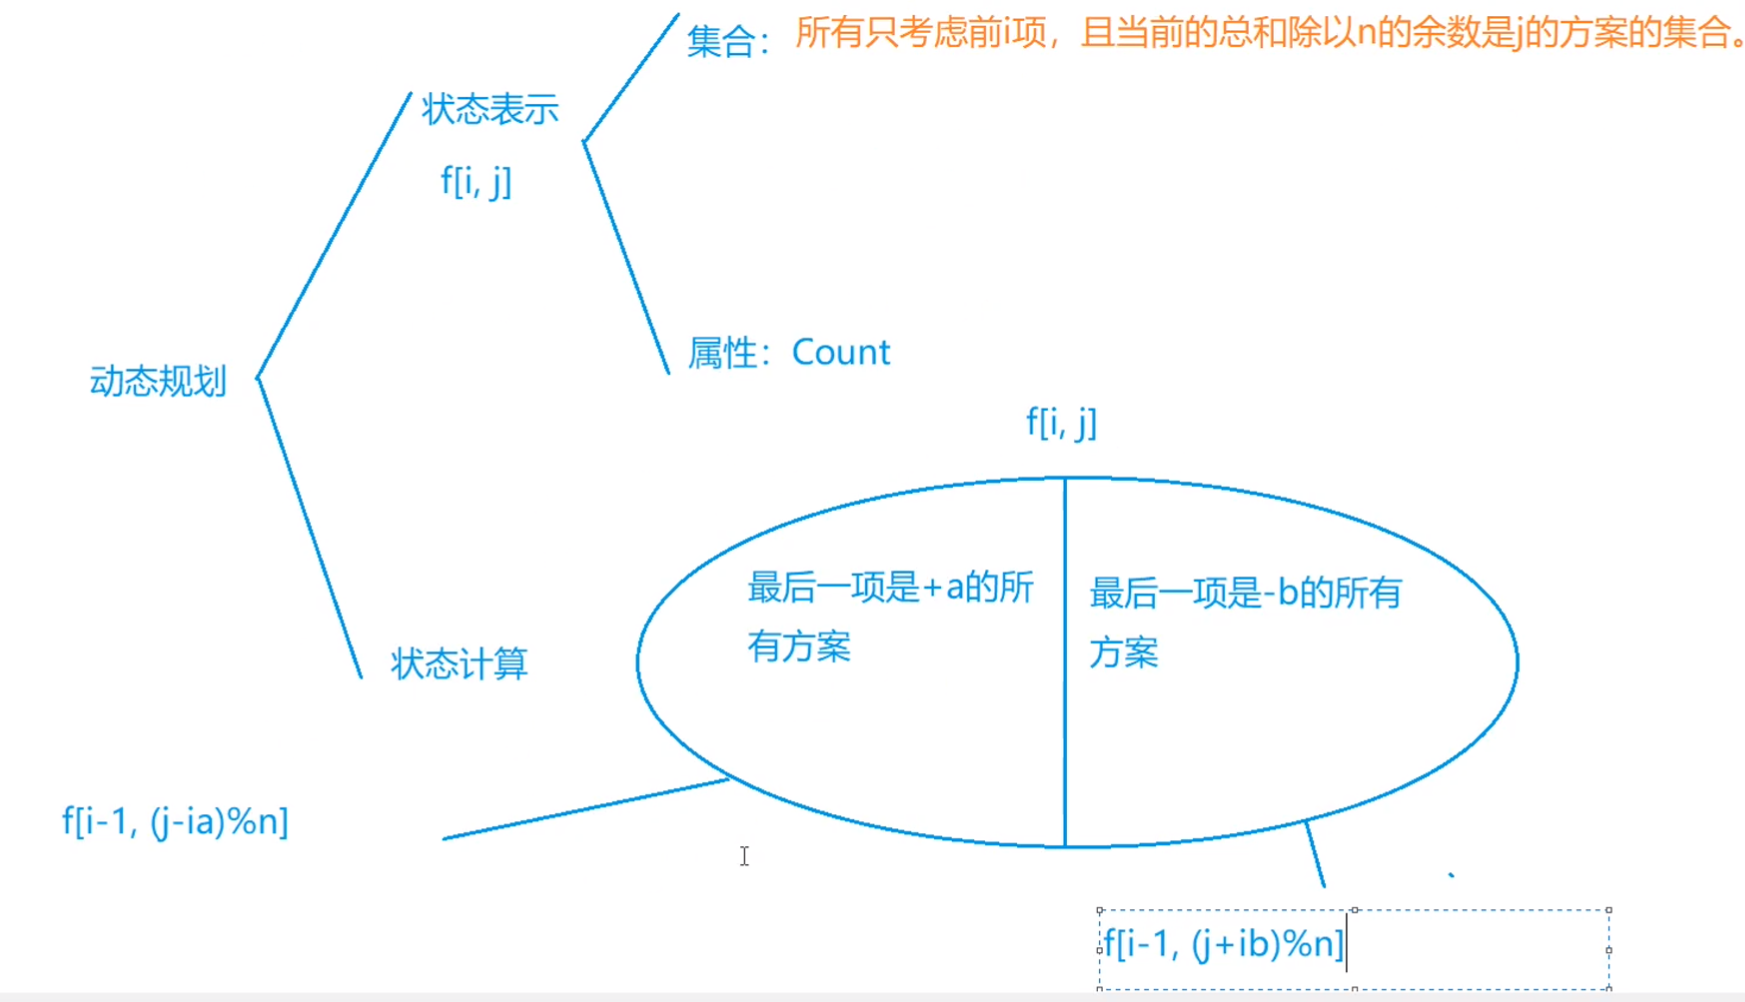 集合：
所有只考虑前i项，且当前的总和除以n的余数是j的方案的集合。
状态表示
f[i, j]
属性：Count
动态规划
f[i, j]
最后一项是+a的所
有方案
最后一项是-b的所有
方案
状态计算
f[i-1, (j-ia)%n]
f[i-1, (j+ib)%n]